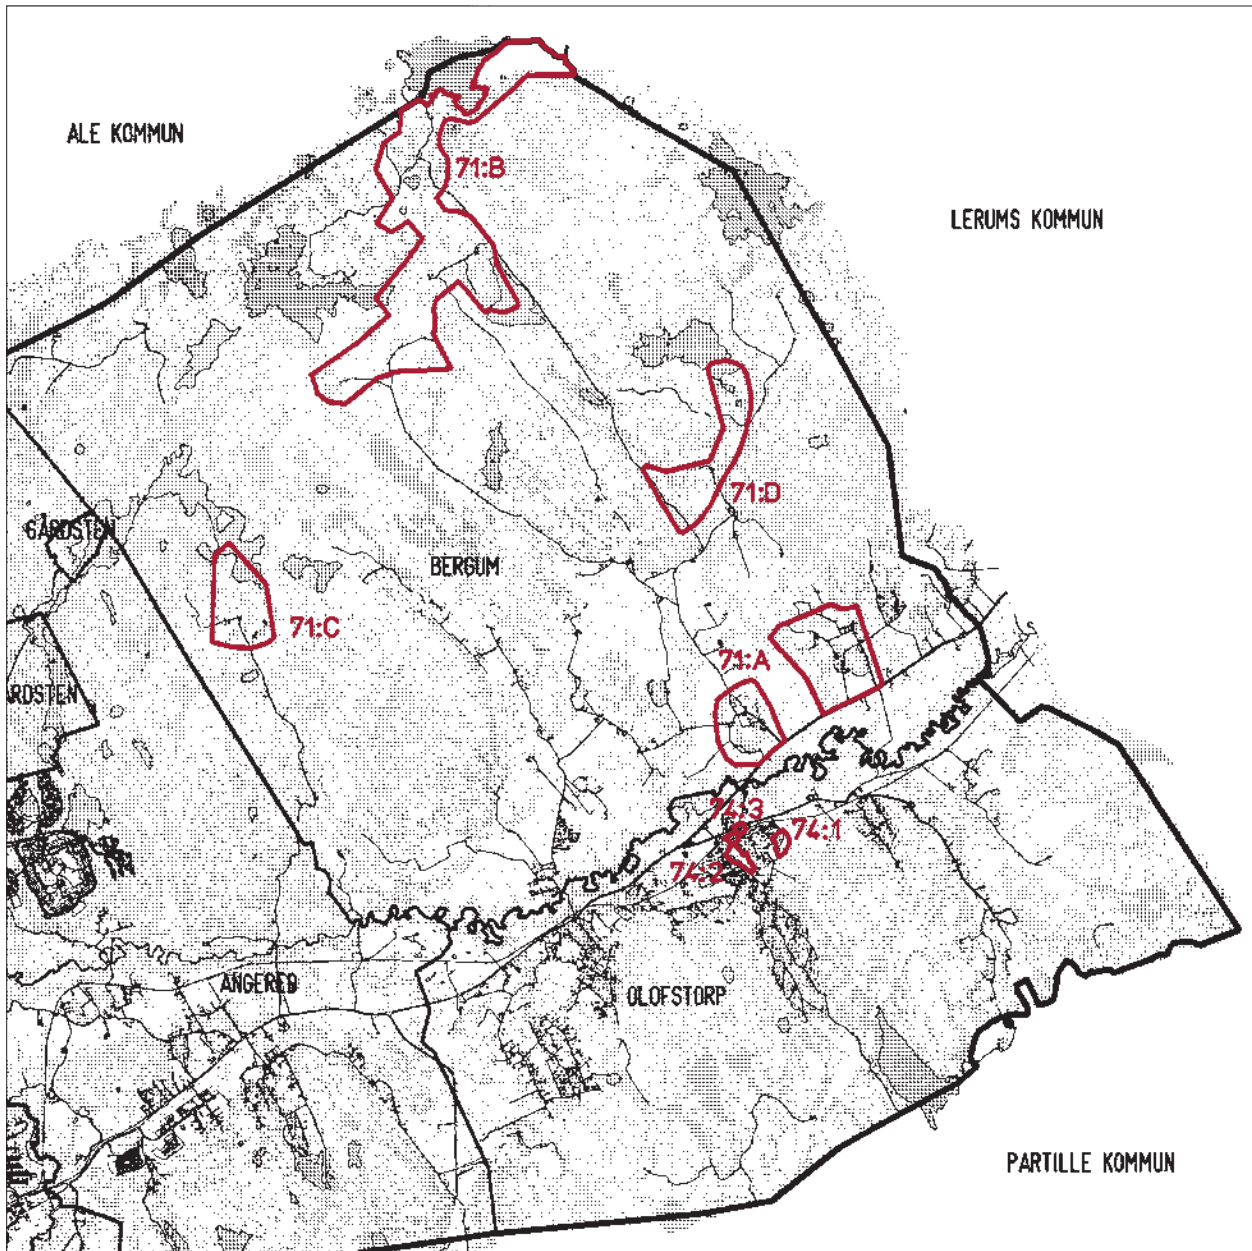 ALE KOMMUN
71:B
LERUMS KOMMUN
71:D
GÅRDSTEN
BERGUM
71:C
71:A
74:3
74:1
74:2
ANGERED
OLOFSTORP
PARTILLE KOMMUN